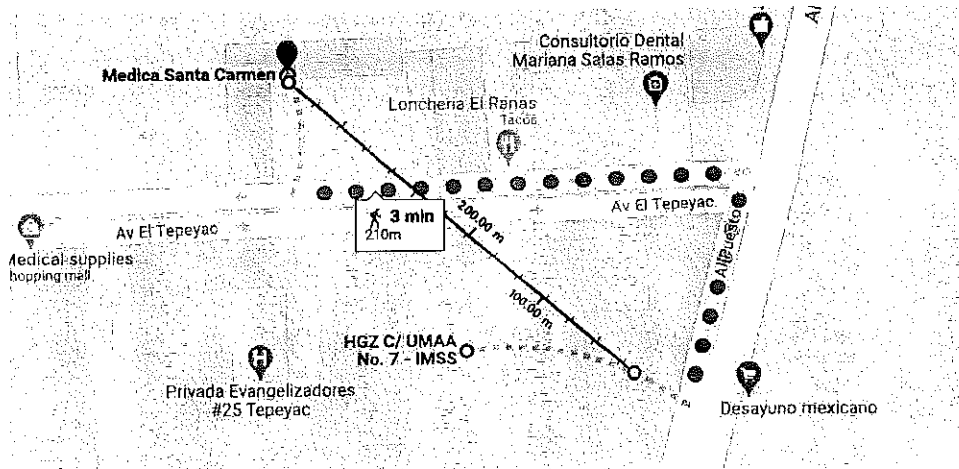 Consultorio Dental
Mariana Salas Ramos
Medica Santa Carmen
Loncheria El Ranas
Tacos
Av El Tepeyac
200.00 m
3 min
210m
Av El Tepeyac
Medical supplies
hopping mall
100.00 m
HGZ C/ UMAA
No. 7 - IMSS
Privada Evangelizadores
#25 Tepeyac
Desayuno mexicano